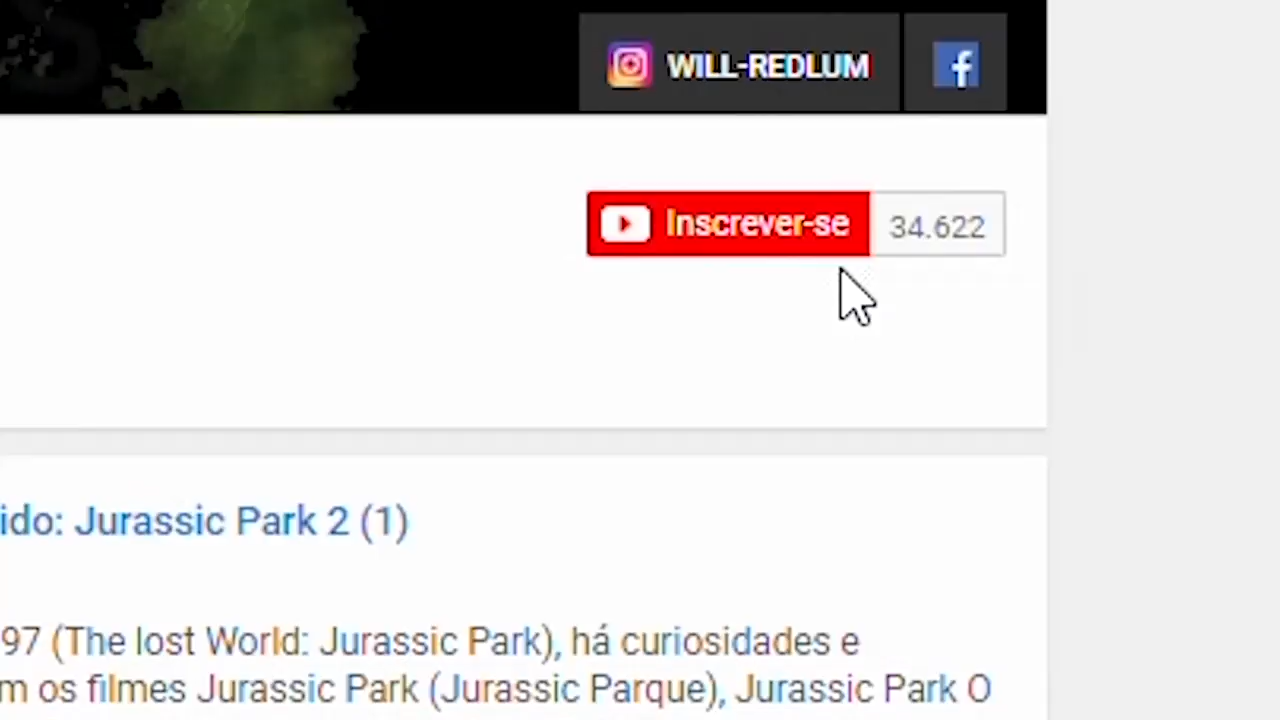 WILL-REDLUM
Inscrever-se 34.622
ido: Jurassic Park 2 (1)
97 (The lost World: Jurassic Park), há curiosidades e
m os filmes Jurassic Park (Jurassic Parque), Jurassic Park O